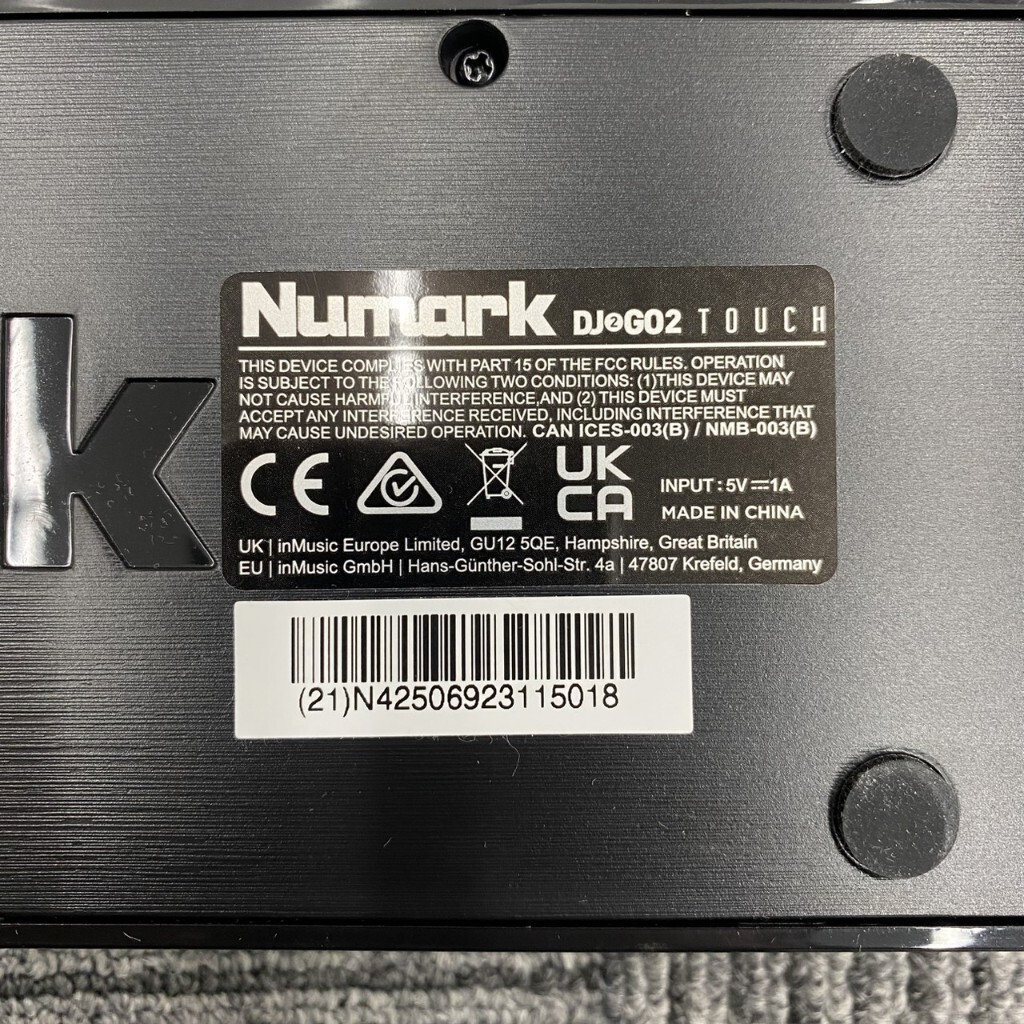 Numark DJ2GO2 TOUCH
THIS DEVICE COMPLIES WITH PART 15 OF THE FCC RULES. OPERATION
IS SUBJECT TO THE FOLLOWING TWO CONDITIONS: (1)THIS DEVICE MAY
NOT CAUSE HARMFUL INTERFERENCE,AND (2) THIS DEVICE MUST
ACCEPT ANY INTERFERENCE RECEIVED, INCLUDING INTERFERENCE THAT
MAY CAUSE UNDESIRED OPERATION. CAN ICES-003(B) / NMB-003(B)
k
CE
UK
CA
INPUT : 5V⎓1A
MADE IN CHINA
UK | inMusic Europe Limited, GU12 5QE, Hampshire, Great Britain
EU | inMusic GmbH | Hans-Günther-Sohl-Str. 4a | 47807 Krefeld, Germany
(21)N42506923115018